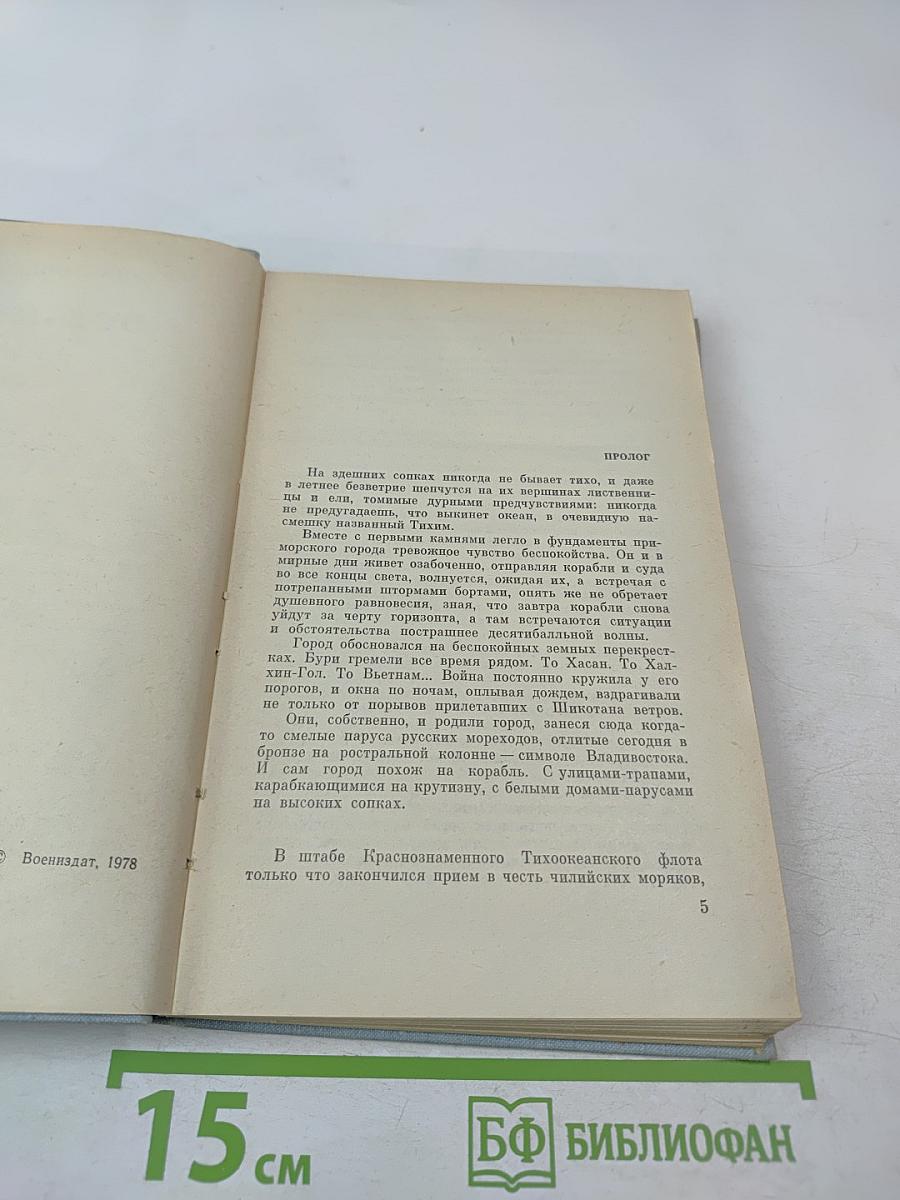 © Воениздат, 1978
ПРОЛОГ
На здешних сопках никогда не бывает тихо, и даже
в летнее безветрие шепчутся на их вершинах лиственни-
цы и ели, томимые дурными предчувствиями: никогда
не предугадаешь, что выкинет океан, в очевидную на-
смешку названный Тихим.
Вместе с первыми камнями легло в фундаменты при-
морского города тревожное чувство беспокойства. Он и в
мирные дни живет озабоченно, отправляя корабли и суда
во все концы света, волнуется, ожидая их, а встречая с
потрепанными штормами бортами, опять же не обретает
душевного равновесия, зная, что завтра корабли снова
уйдут за черту горизонта, а там встречаются ситуации
и обстоятельства пострашнее десятибалльной волны.
Город обосновался на беспокойных земных перекрест-
ках. Бури гремели все время рядом. То Хасан. То Хал-
хин-Гол. То Вьетнам... Война постоянно кружила у его
порогов, и окна по ночам, оплывая дождем, вздрагивали
не только от порывов прилетавших с Шикотана ветров.
Они, собственно, и родили город, занеся сюда когда-
то смелые паруса русских мореходов, отлитые сегодня в
бронзе на ростральной колонне — символе Владивостока.
И сам город похож на корабль. С улицами-трапами,
карабкающимися на крутизну, с белыми домами-парусами
на высоких сопках.
В штабе Краснознаменного Тихоокеанского флота
только что закончился прием в честь чилийских моряков,
5
15 см
БФ БИБЛИОФАН